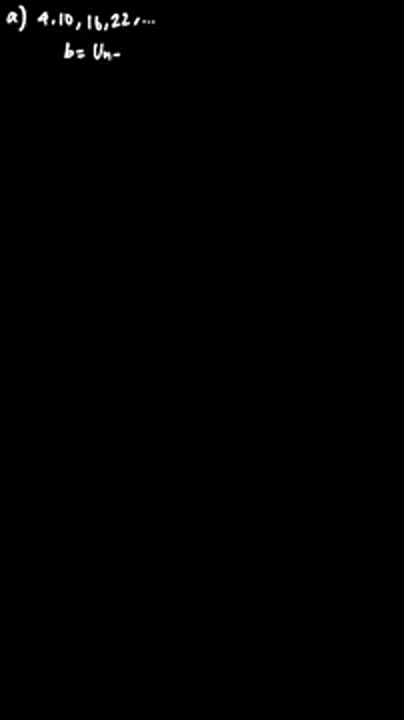 a) 4, 10, 16, 22, ...
b = Un-